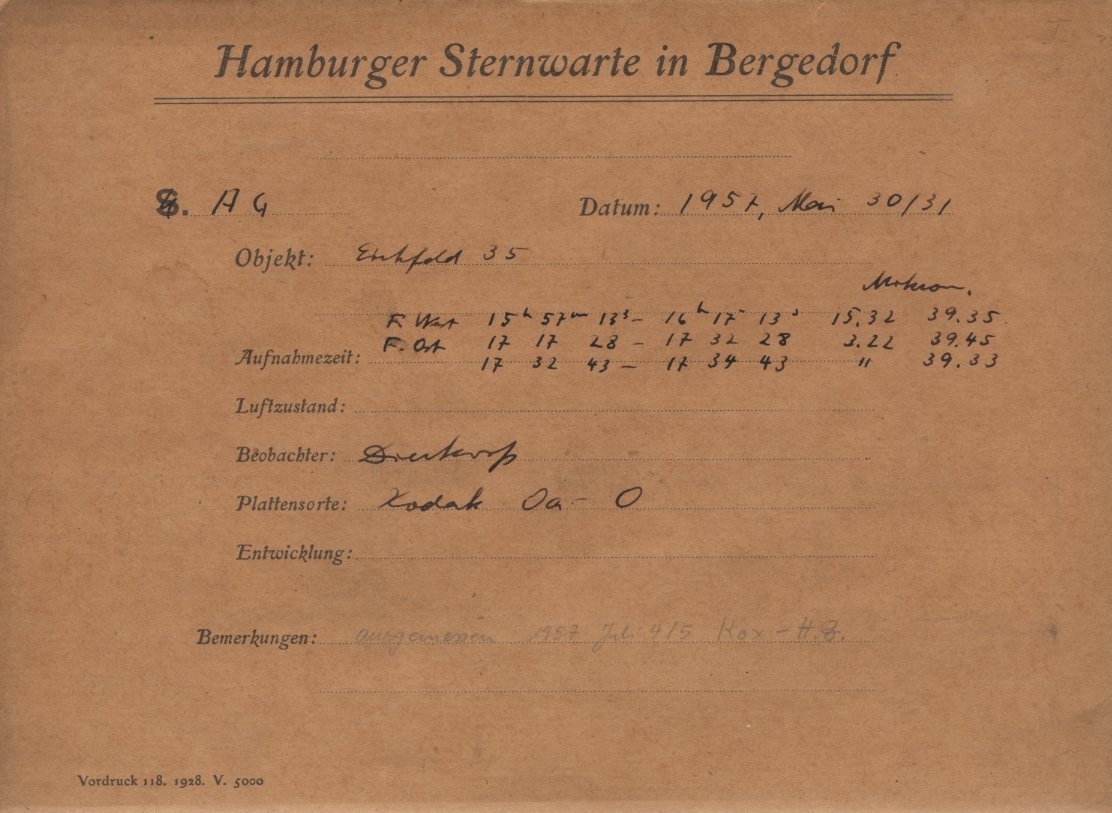 Hamburger Sternwarte in Bergedorf
S. AG Datum: 1957, Mai 30/31
Objekt: Eichfeld 35
F. West 15h 57m 13s – 16h 17m 13s 15.32 39.35
F. Ost 17 17 28 – 17 32 28 3.22 39.45
Aufnahmezeit: 17 32 43 – 17 34 43 " 39.33
Luftzustand:
Beobachter:
Plattensorte: Kodak Oa – O
Entwicklung:
Bemerkungen: ausgemessen 1957 Jul. 4/5 Kox – H.
Vordruck 118. 1928. V. 5000